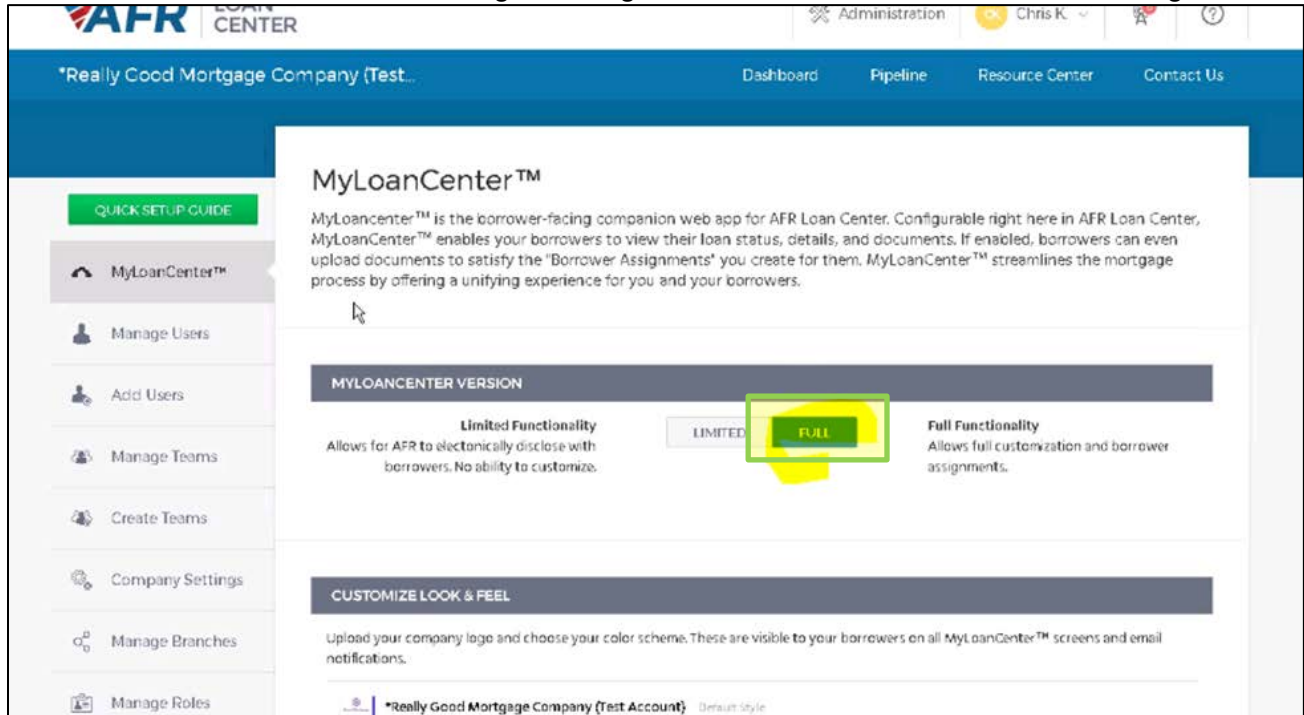 AFR
LOAN
CENTER
Administration
CK
Chris K.
*Really Good Mortgage Company (Test...
Dashboard
Pipeline
Resource Center
Contact Us
QUICK SETUP GUIDE
MyLoanCenter™
Manage Users
Add Users
Manage Teams
Create Teams
Company Settings
Manage Branches
Manage Roles
MyLoanCenter™
MyLoancenter™ is the borrower-facing companion web app for AFR Loan Center. Configurable right here in AFR Loan Center,
MyLoanCenter™ enables your borrowers to view their loan status, details, and documents. If enabled, borrowers can even
upload documents to satisfy the "Borrower Assignments" you create for them. MyLoanCenter™ streamlines the mortgage
process by offering a unifying experience for you and your borrowers.
MYLOANCENTER VERSION
Limited Functionality
Allows for AFR to electonically disclose with
borrowers. No ability to customize.
LIMITED
FULL
Full Functionality
Allows full customization and borrower
assignments.
CUSTOMIZE LOOK & FEEL
Upload your company logo and choose your color scheme. These are visible to your borrowers on all MyLoanCenter™ screens and email
notifications.
*Really Good Mortgage Company (Test Account) Default Style